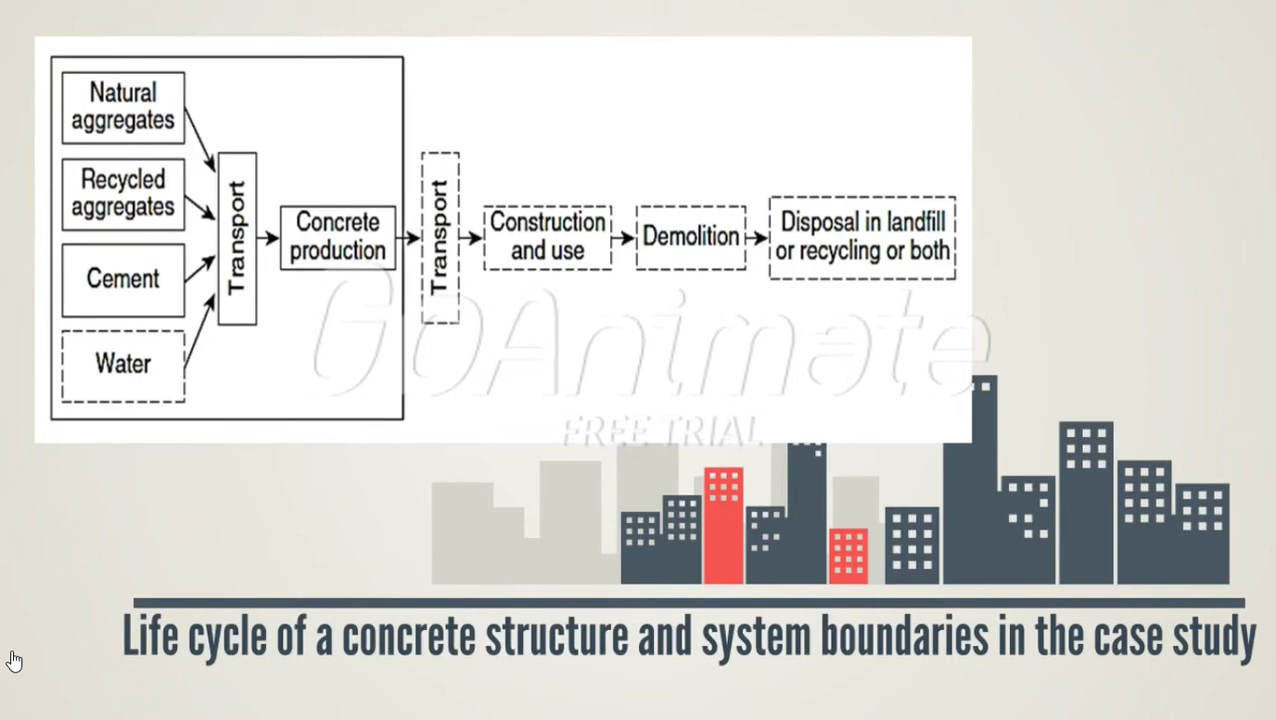 Natural
aggregates
Recycled
aggregates
Cement
Water
Transport
Concrete
production
Transport
Construction
and use
Demolition
Disposal in landfill
or recycling or both
GoAnimate
FREE TRIAL
Life cycle of a concrete structure and system boundaries in the case study